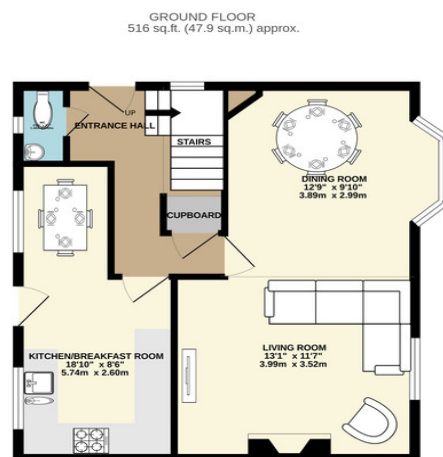 GROUND FLOOR
516 sq.ft. (47.9 sq.m.) approx.
UP
ENTRANCE HALL
STAIRS
DINING ROOM
12'9" x 9'10"
3.89m x 2.99m
CUPBOARD
KITCHEN/BREAKFAST ROOM
18'10" x 8'6"
5.74m x 2.60m
LIVING ROOM
13'1" x 11'7"
3.99m x 3.52m